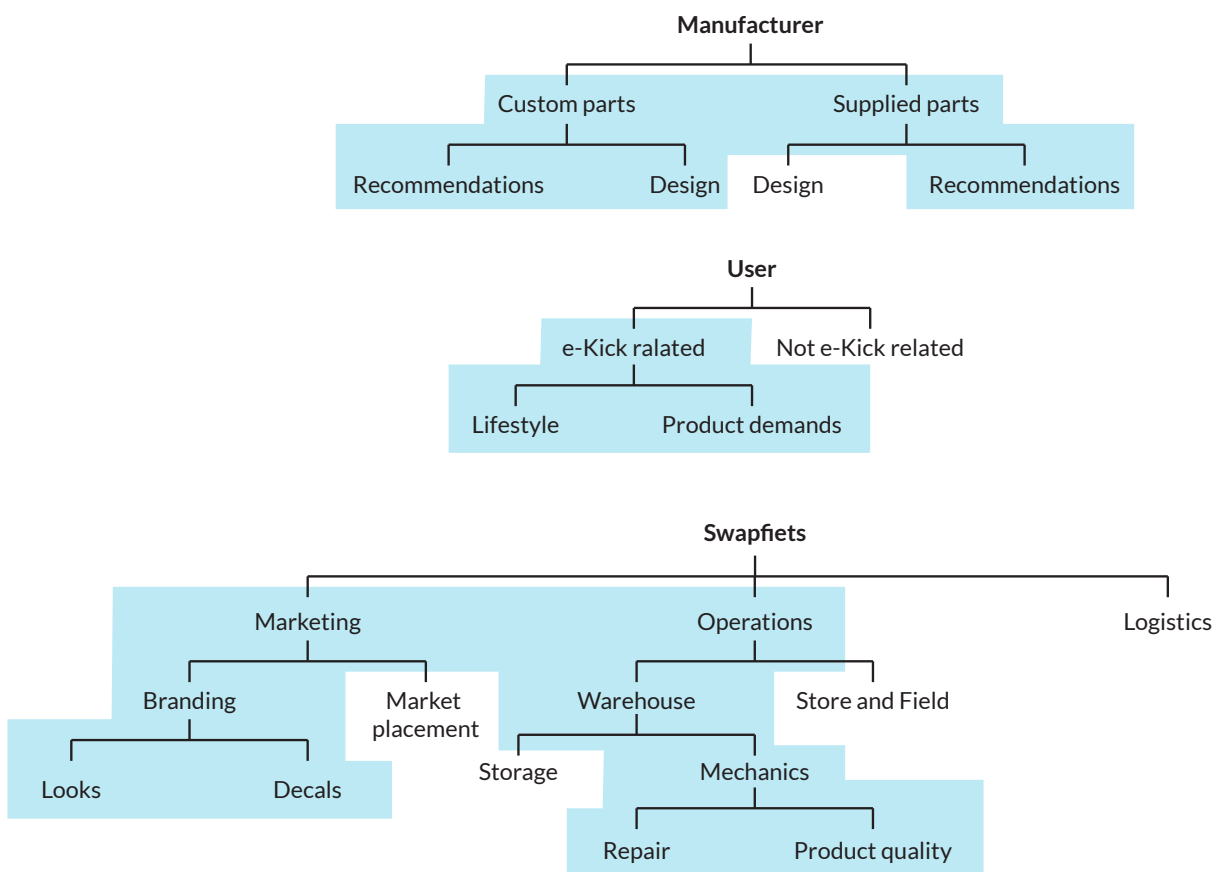 Manufacturer
Custom parts Supplied parts
Recommendations Design Design Recommendations
User
e-Kick ralated Not e-Kick related
Lifestyle Product demands
Swapfiets
Marketing Operations Logistics
Branding Market placement Warehouse Store and Field
Storage Mechanics
Looks Decals
Repair Product quality